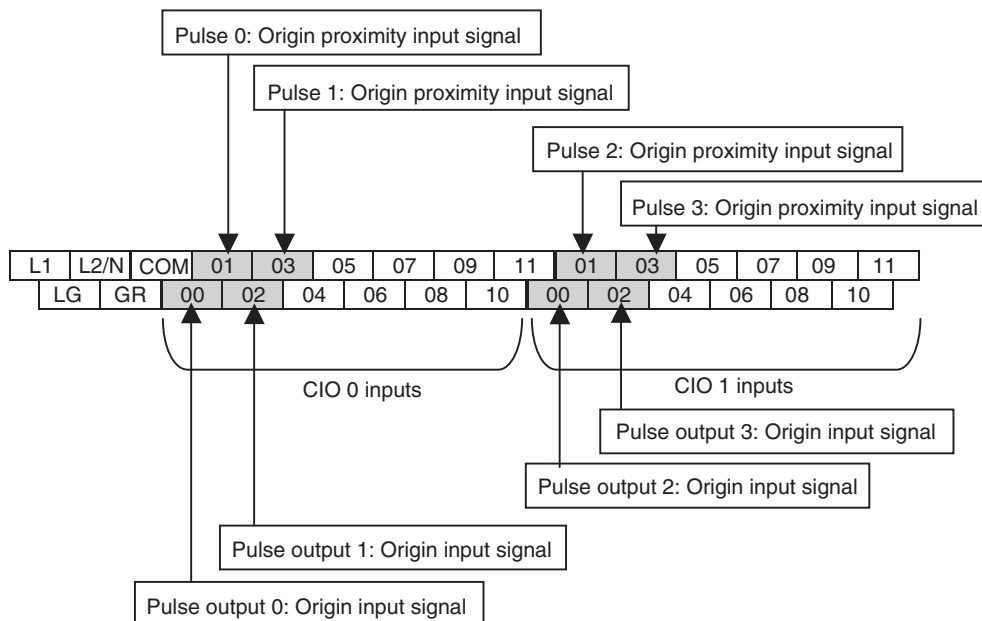 Pulse 0: Origin proximity input signal
Pulse 1: Origin proximity input signal
Pulse 2: Origin proximity input signal
Pulse 3: Origin proximity input signal
L1 L2/N COM 01 03 05 07 09 11 01 03 05 07 09 11
LG GR 00 02 04 06 08 10 00 02 04 06 08 10
CIO 0 inputs CIO 1 inputs
Pulse output 3: Origin input signal
Pulse output 2: Origin input signal
Pulse output 1: Origin input signal
Pulse output 0: Origin input signal